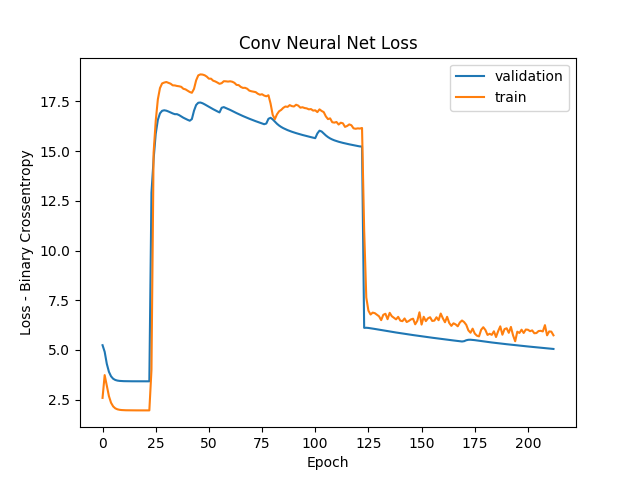 Conv Neural Net Loss
validation
train
Loss - Binary Crossentropy
17.5
15.0
12.5
10.0
7.5
5.0
2.5
0 25 50 75 100 125 150 175 200
Epoch